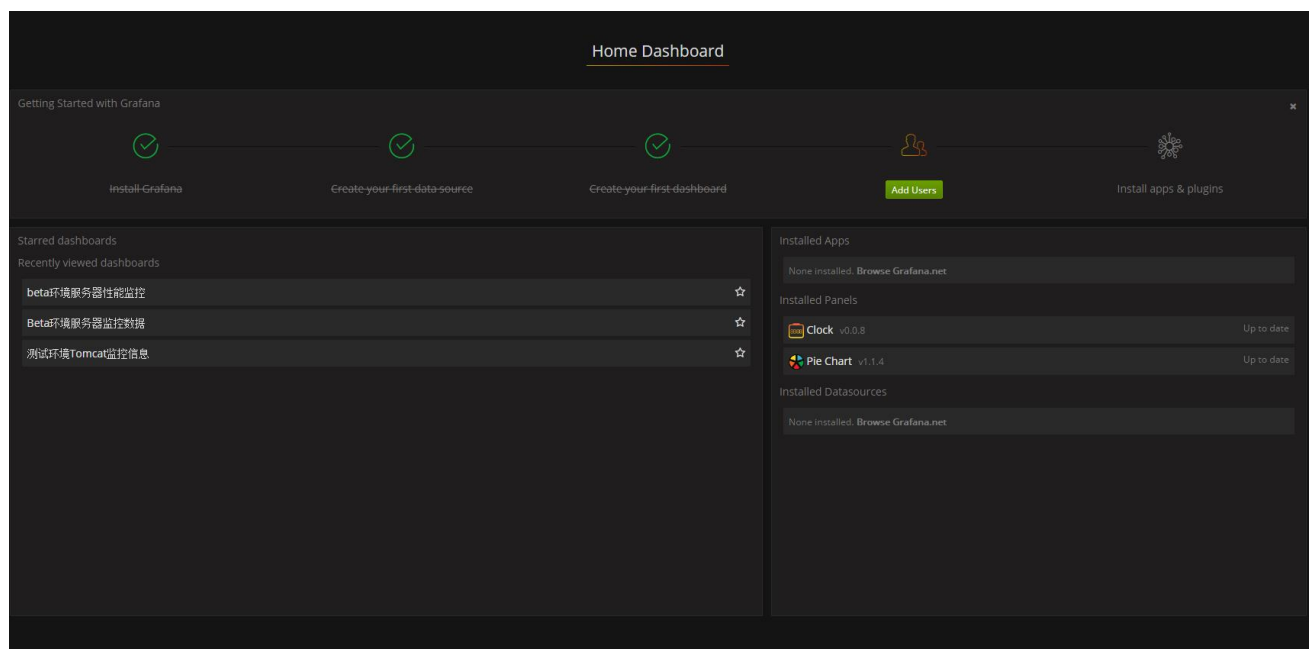 Home Dashboard
Getting Started with Grafana
Install Grafana
Create your first data source
Create your first dashboard
Add Users
Install apps & plugins
Starred dashboards
Recently viewed dashboards
beta环境服务器性能监控
Beta环境服务器监控数据
测试环境Tomcat监控信息
Installed Apps
None installed. Browse Grafana.net
Installed Panels
Clock v0.0.8 Up to date
Pie Chart v1.1.4 Up to date
Installed Datasources
None installed. Browse Grafana.net